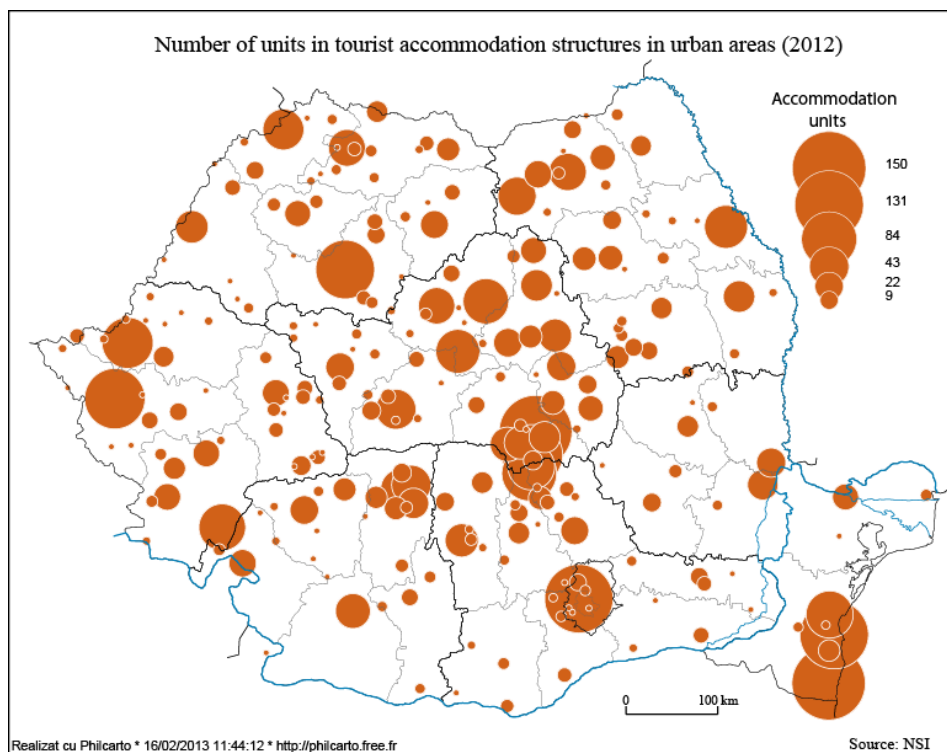 Number of units in tourist accommodation structures in urban areas (2012)
Accommodation
units
150
131
84
43
22
9
0 100 km
Realizat cu Philcarto * 16/02/2013 11:44:12 * http://philcarto.free.fr
Source: NSI